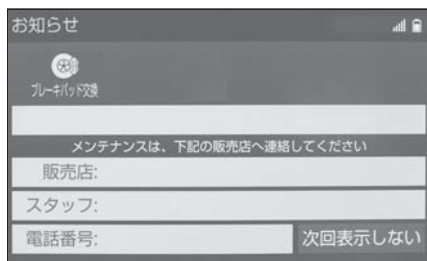 お知らせ
ブレーキパッド交換
メンテナンスは、下記の販売店へ連絡してください
販売店:
スタッフ:
電話番号:
次回表示しない